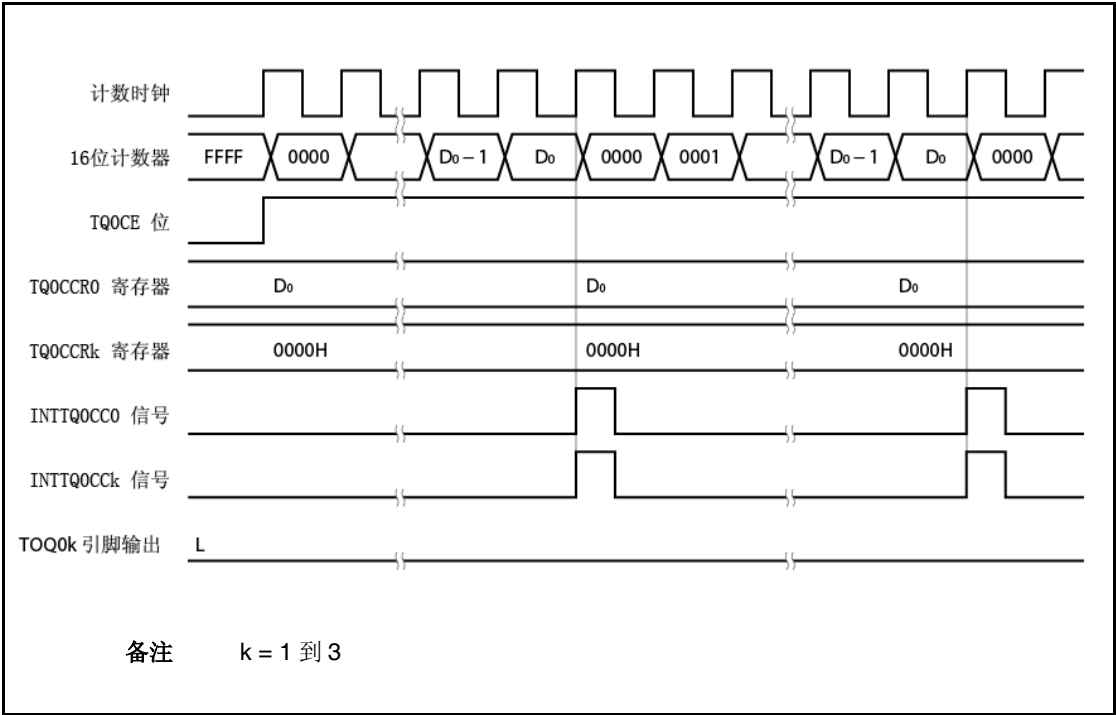 计数时钟
16位计数器 FFFF 0000 D₀ – 1 D₀ 0000 0001 D₀ – 1 D₀ 0000
TQ0CE 位
TQ0CCR0 寄存器 D₀ D₀ D₀
TQ0CCRk 寄存器 0000H 0000H 0000H
INTTQ0CC0 信号
INTTQ0CCk 信号
TOQ0k 引脚输出 L
备注 k = 1 到 3